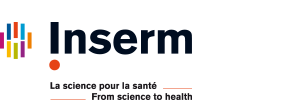 Inserm
La science pour la santé
From science to health